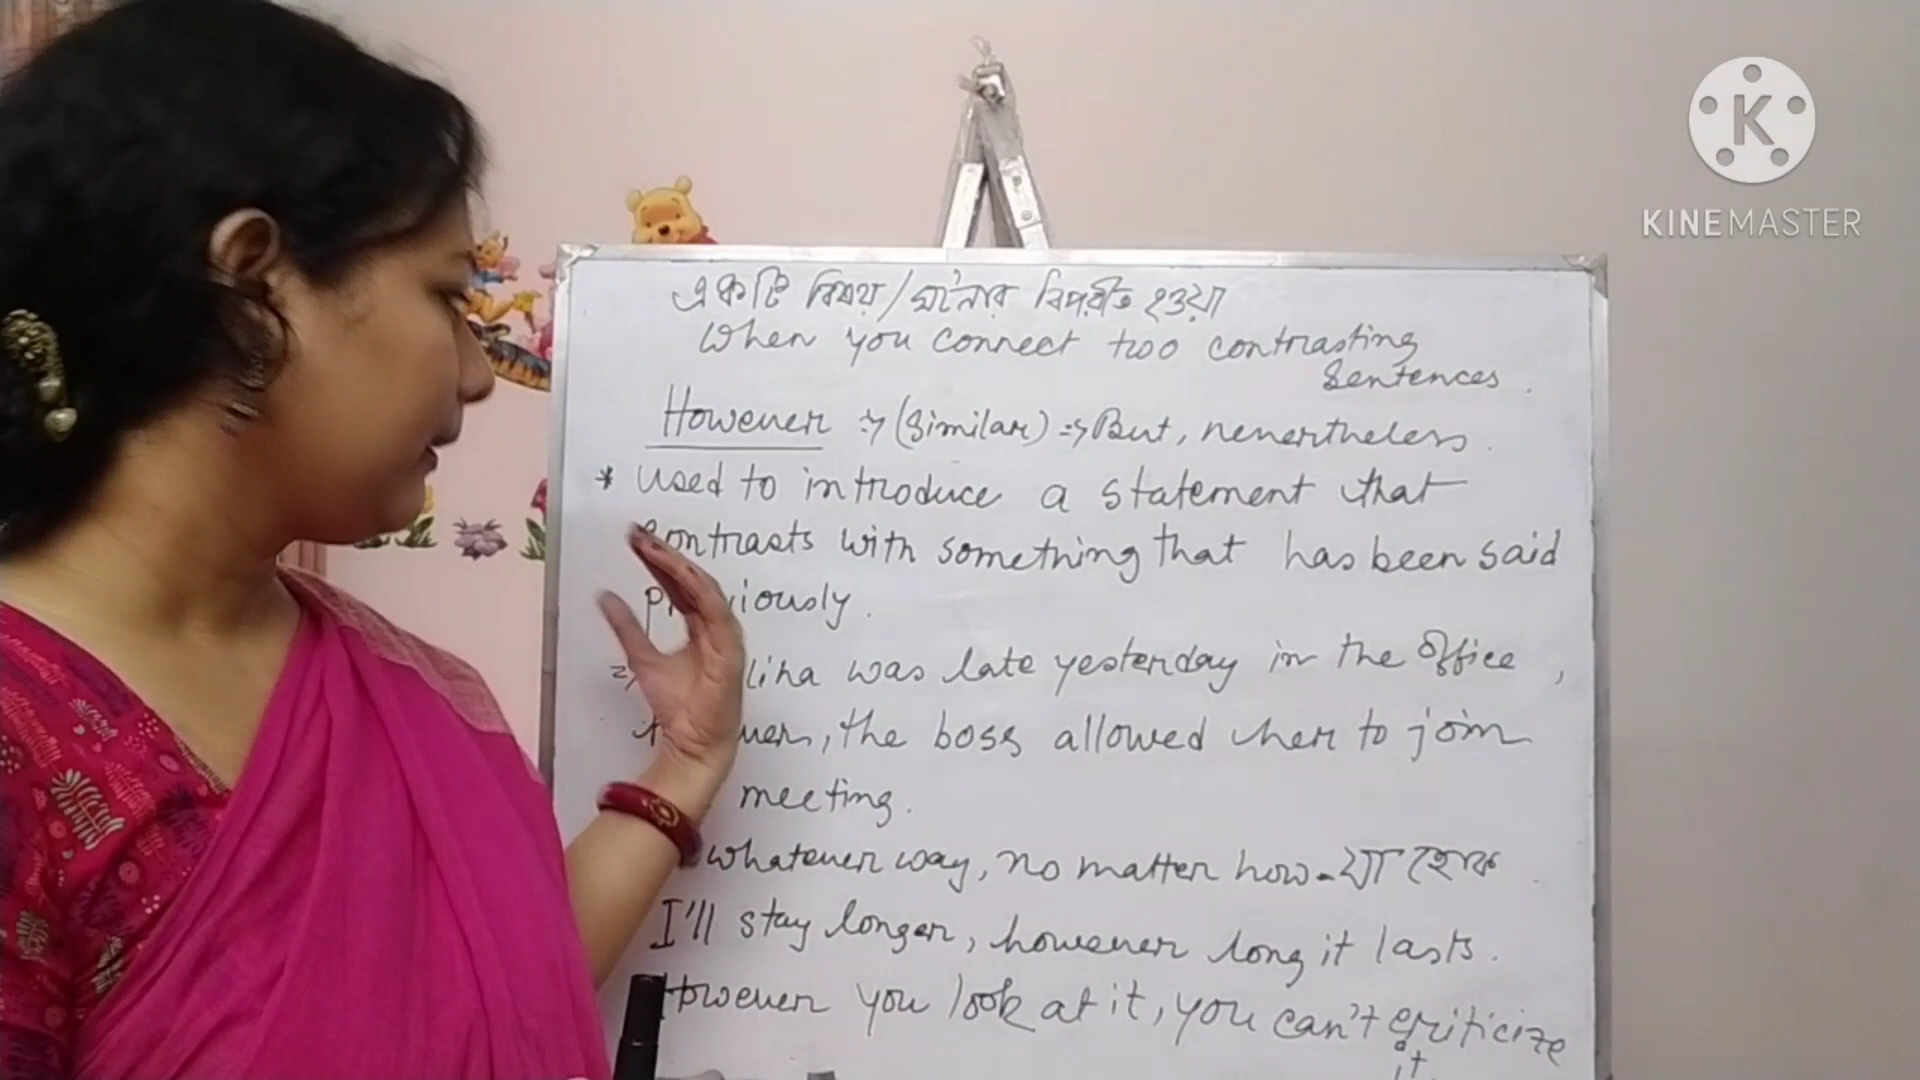 K
KINEMASTER
একটি বিষয়/ঘটনার বিপরীত হওয়া
When you connect two contrasting
Sentences.
However :→ (Similar) :→ But, nevertheless.
* used to introduce a statement that
contrasts with something that has been said
previously.
was late yesterday in the office,
the boss allowed her to join
meeting.
whatever way, no matter how - যা হোক
I'll stay longer, however long it lasts.
However you look at it, you can't criticize
it.